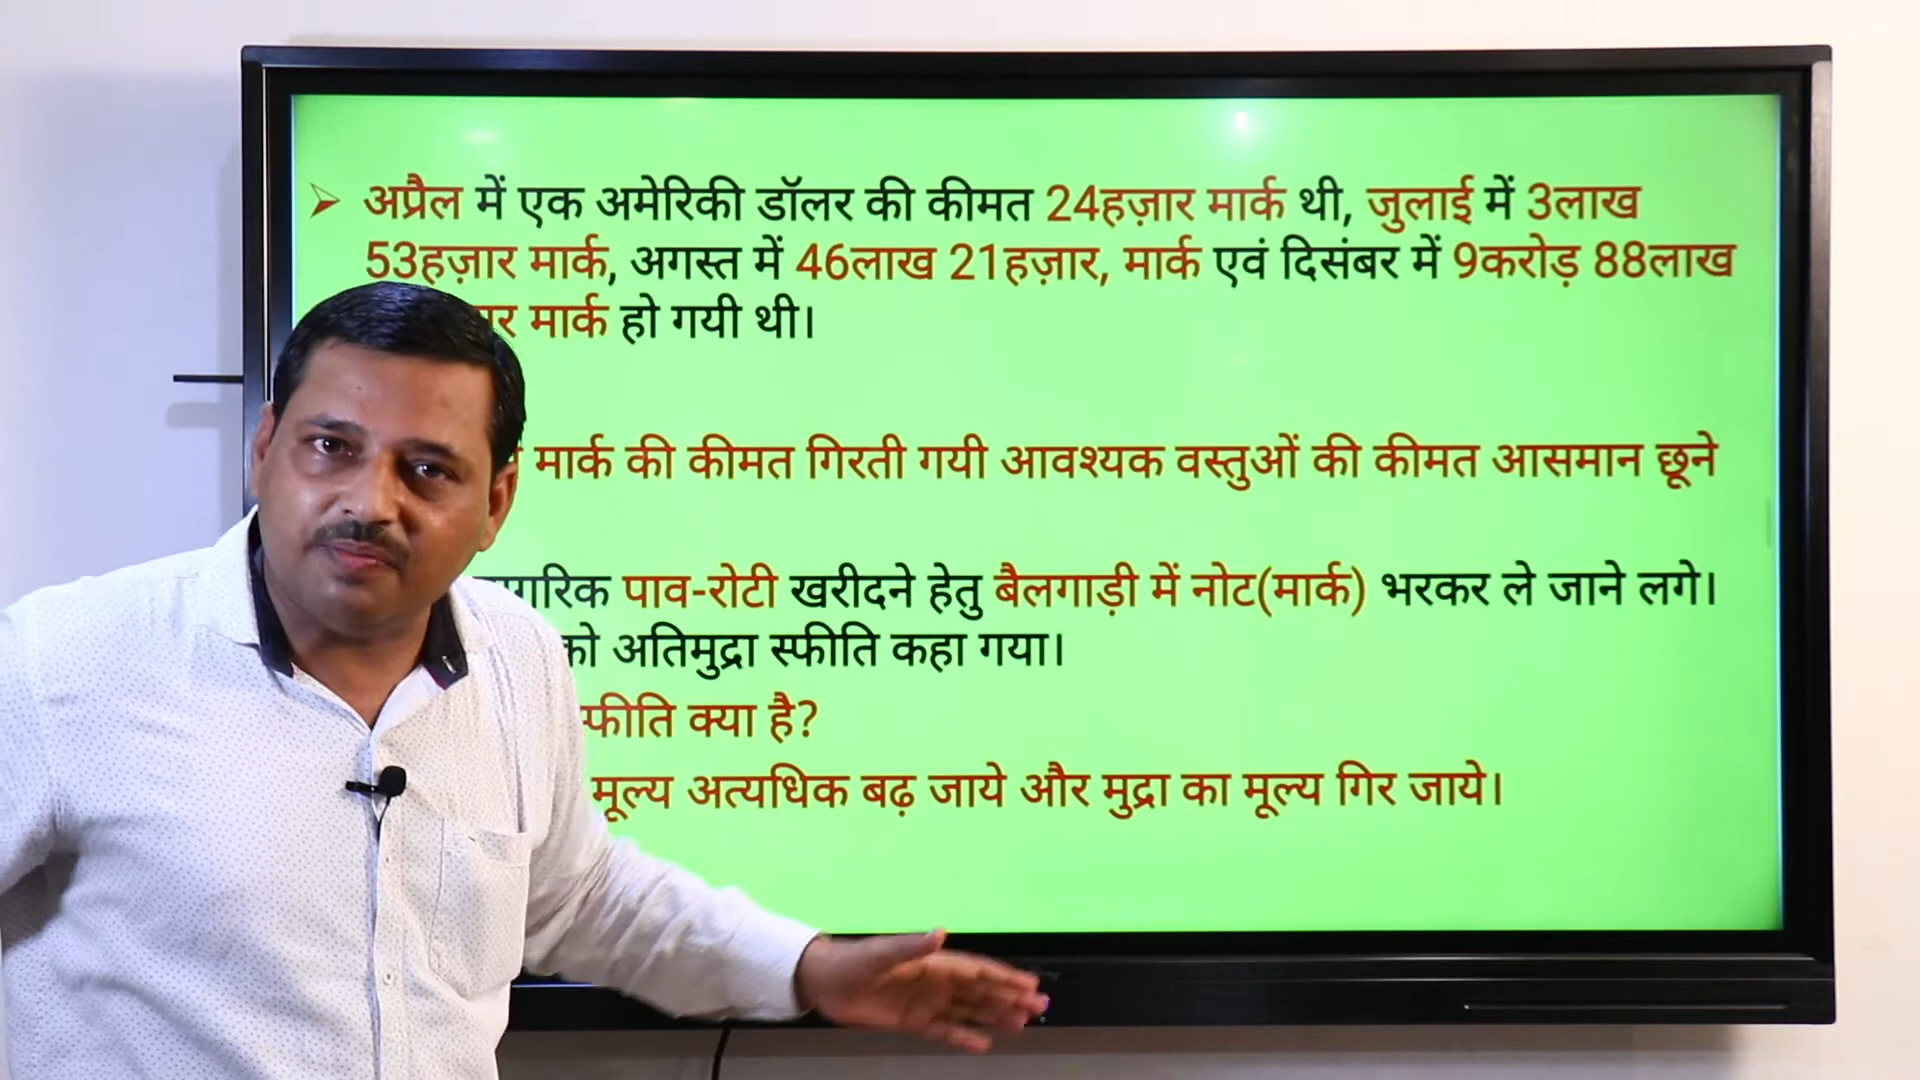 अप्रैल में एक अमेरिकी डॉलर की कीमत 24हज़ार मार्क थी, जुलाई में 3लाख
53हज़ार मार्क, अगस्त में 46लाख 21हज़ार, मार्क एवं दिसंबर में 9करोड़ 88लाख
मार्क हो गयी थी।
मार्क की कीमत गिरती गयी आवश्यक वस्तुओं की कीमत आसमान छूने
पाव-रोटी खरीदने हेतु बैलगाड़ी में नोट(मार्क) भरकर ले जाने लगे।
को अतिमुद्रा स्फीति कहा गया।
क्या है?
मूल्य अत्यधिक बढ़ जाये और मुद्रा का मूल्य गिर जाये।